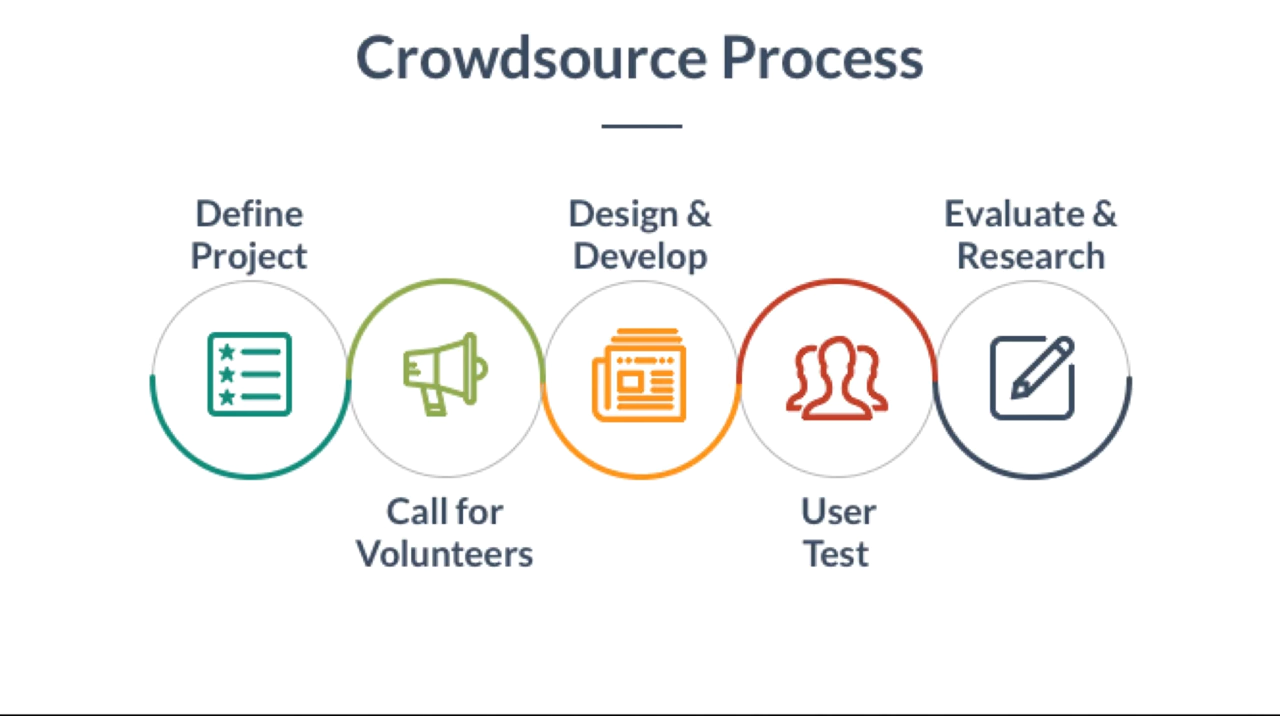 Crowdsource Process
Define
Project
Call for
Volunteers
Design &
Develop
User
Test
Evaluate &
Research